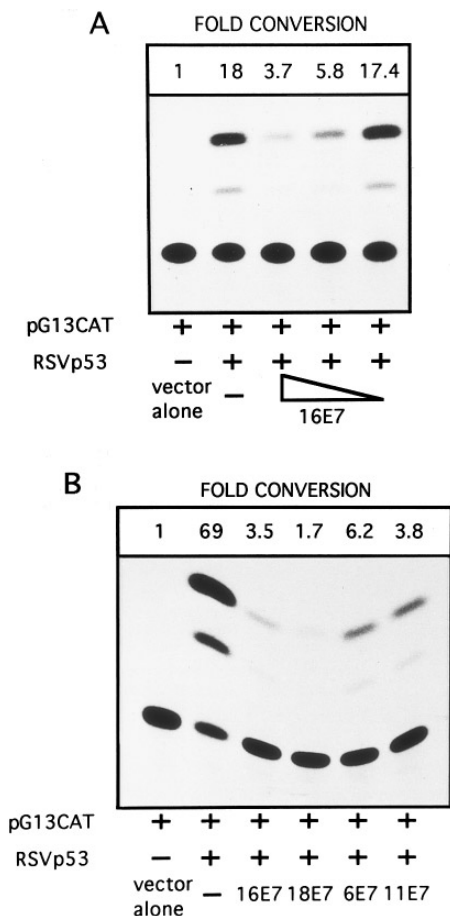 A
FOLD CONVERSION
1 18 3.7 5.8 17.4
pG13CAT + + + + +
RSVp53 − + + + +
vector alone − 16E7
B
FOLD CONVERSION
1 69 3.5 1.7 6.2 3.8
pG13CAT + + + + + +
RSVp53 − + + + + +
vector alone − 16E7 18E7 6E7 11E7